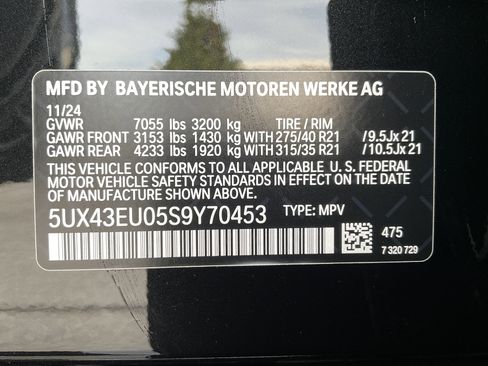 MFD BY BAYERISCHE MOTOREN WERKE AG
11/24
GVWR 7055 lbs 3200 kg TIRE / RIM
GAWR FRONT 3153 lbs 1430 kg WITH 275/40 R21 /9.5Jx21
GAWR REAR 4233 lbs 1920 kg WITH 315/35 R21 /10.5Jx21
THIS VEHICLE CONFORMS TO ALL APPLICABLE U. S. FEDERAL
MOTOR VEHICLE SAFETY STANDARDS IN EFFECT ON THE DATE
OF MANUFACTURE SHOWN ABOVE.
5UX43EU05S9Y70453 TYPE: MPV
475
7 320 729